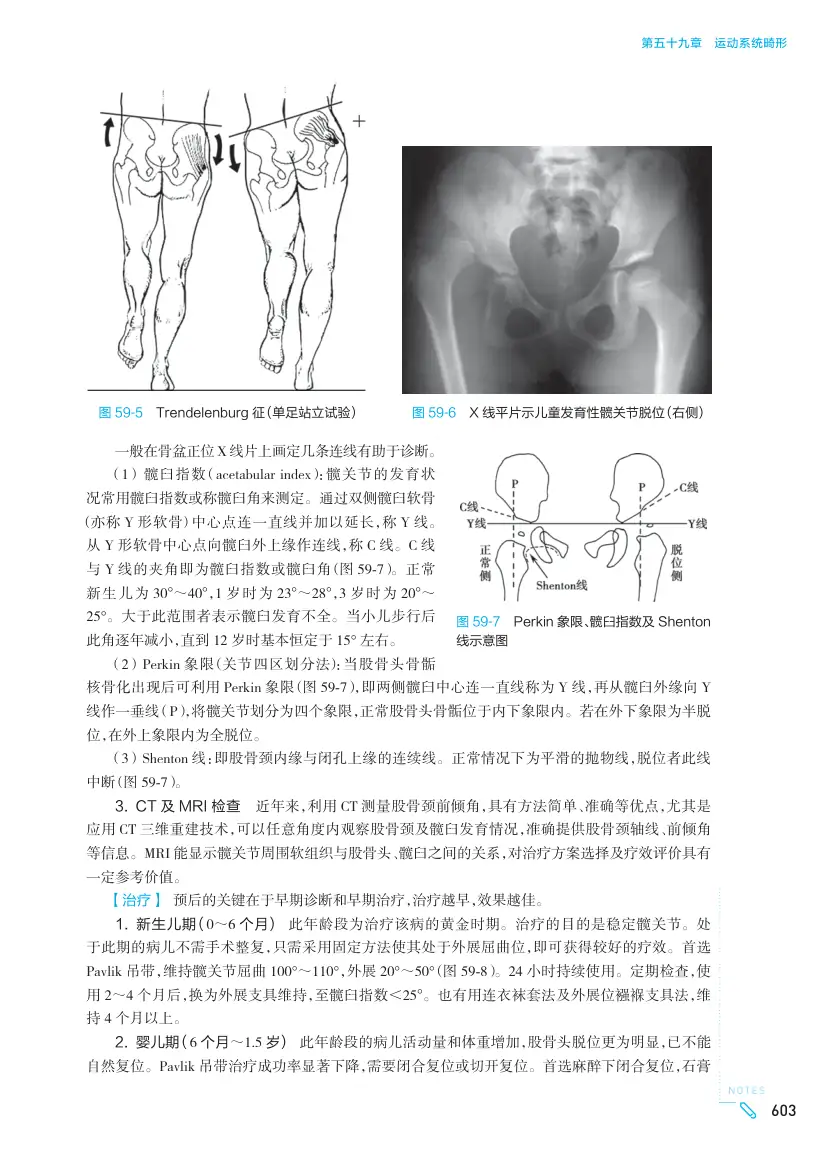 第五十九章 运动系统畸形
+
图 59-5 Trendelenburg 征(单足站立试验)
图 59-6 X 线平片示儿童发育性髋关节脱位(右侧)
一般在骨盆正位 X 线片上画定几条连线有助于诊断。
(1) 髋臼指数(acetabular index):髋关节的发育状
况常用髋臼指数或称髋臼角来测定。通过双侧髋臼软骨
(亦称 Y 形软骨)中心点连一直线并加以延长,称 Y 线。
从 Y 形软骨中心点向髋臼外上缘作连线,称 C 线。C 线
与 Y 线的夹角即为髋臼指数或髋臼角(图 59-7)。正常
新生儿为 30°～40°,1 岁时为 23°～28°,3 岁时为 20°～
25°。大于此范围者表示髋臼发育不全。当小儿步行后
此角逐年减小,直到 12 岁时基本恒定于 15° 左右。
P
P
C线
C线
Y线
Y线
正常侧
脱位侧
Shenton线
图 59-7 Perkin 象限、髋臼指数及 Shenton
线示意图
(2) Perkin 象限(关节四区划分法):当股骨头骨骺
核骨化出现后可利用 Perkin 象限(图 59-7),即两侧髋臼中心连一直线称为 Y 线,再从髋臼外缘向 Y
线作一垂线(P),将髋关节划分为四个象限,正常股骨头骨骺位于内下象限内。若在外下象限为半脱
位,在外上象限内为全脱位。
(3) Shenton 线:即股骨颈内缘与闭孔上缘的连续线。正常情况下为平滑的抛物线,脱位者此线
中断(图 59-7)。
3. CT 及 MRI 检查 近年来,利用 CT 测量股骨颈前倾角,具有方法简单、准确等优点,尤其是
应用 CT 三维重建技术,可以任意角度内观察股骨颈及髋臼发育情况,准确提供股骨颈轴线、前倾角
等信息。MRI 能显示髋关节周围软组织与股骨头、髋臼之间的关系,对治疗方案选择及疗效评价具有
一定参考价值。
【治疗】 预后的关键在于早期诊断和早期治疗,治疗越早,效果越佳。
1. 新生儿期(0～6 个月) 此年龄段为治疗该病的黄金时期。治疗的目的是稳定髋关节。处
于此期的病儿不需手术整复,只需采用固定方法使其处于外展屈曲位,即可获得较好的疗效。首选
Pavlik 吊带,维持髋关节屈曲 100°～110°,外展 20°～50°(图 59-8)。24 小时持续使用。定期检查,使
用 2～4 个月后,换为外展支具维持,至髋臼指数＜25°。也有用连衣袜套法及外展位襁褓支具法,维
持 4 个月以上。
2. 婴儿期(6 个月～1.5 岁) 此年龄段的病儿活动量和体重增加,股骨头脱位更为明显,已不能
自然复位。Pavlik 吊带治疗成功率显著下降,需要闭合复位或切开复位。首选麻醉下闭合复位,石膏
NOTES
603